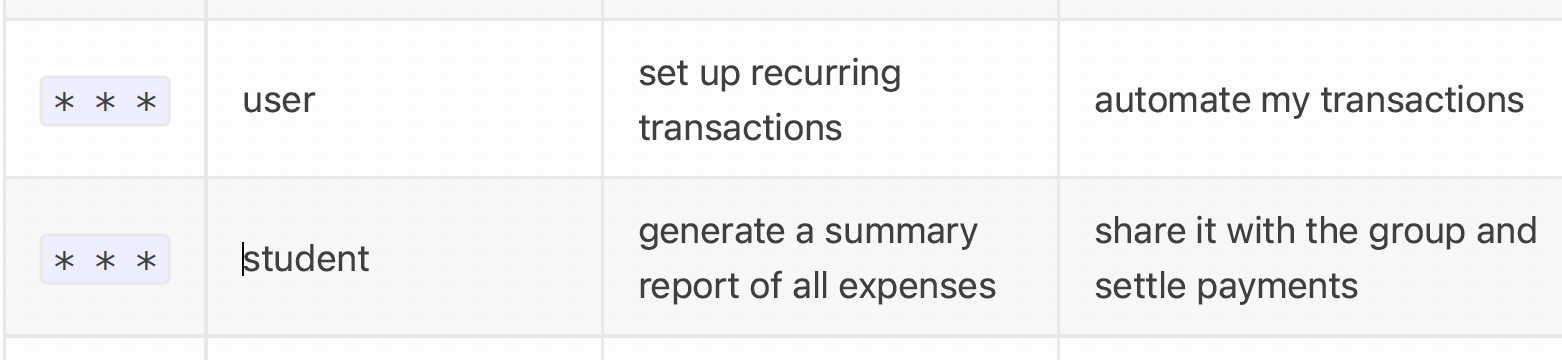 * * *
user
set up recurring
transactions
automate my transactions
* * *
student
generate a summary
report of all expenses
share it with the group and
settle payments